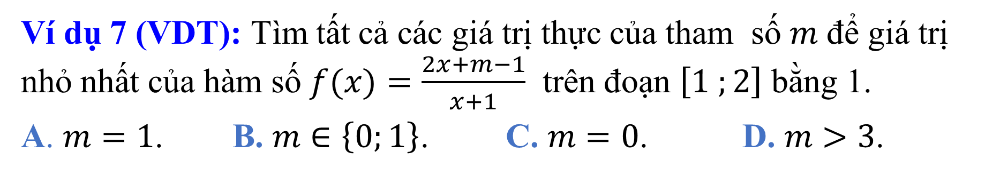 Ví dụ 7 (VDT): Tìm tất cả các giá trị thực của tham số m để giá trị
nhỏ nhất của hàm số f(x) = \frac{2x+m−1}{x+1} trên đoạn [1 ; 2] bằng 1.
A. m = 1. B. m ∈ {0; 1}. C. m = 0. D. m > 3.